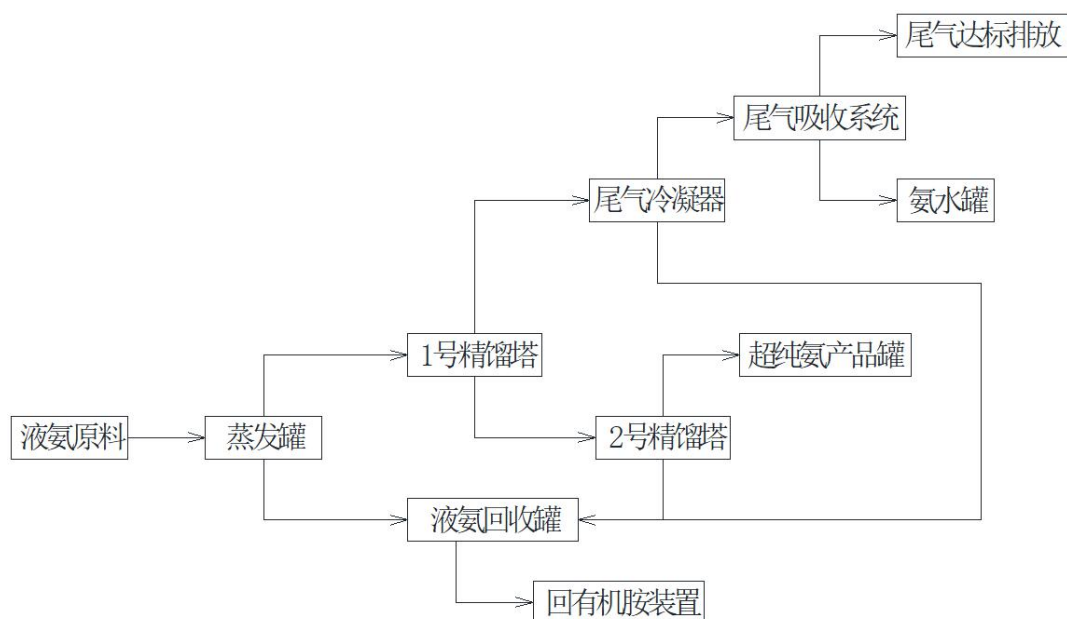 尾气达标排放
尾气吸收系统
尾气冷凝器
氨水罐
1号精馏塔
超纯氨产品罐
液氨原料
蒸发罐
2号精馏塔
液氨回收罐
回有机胺装置